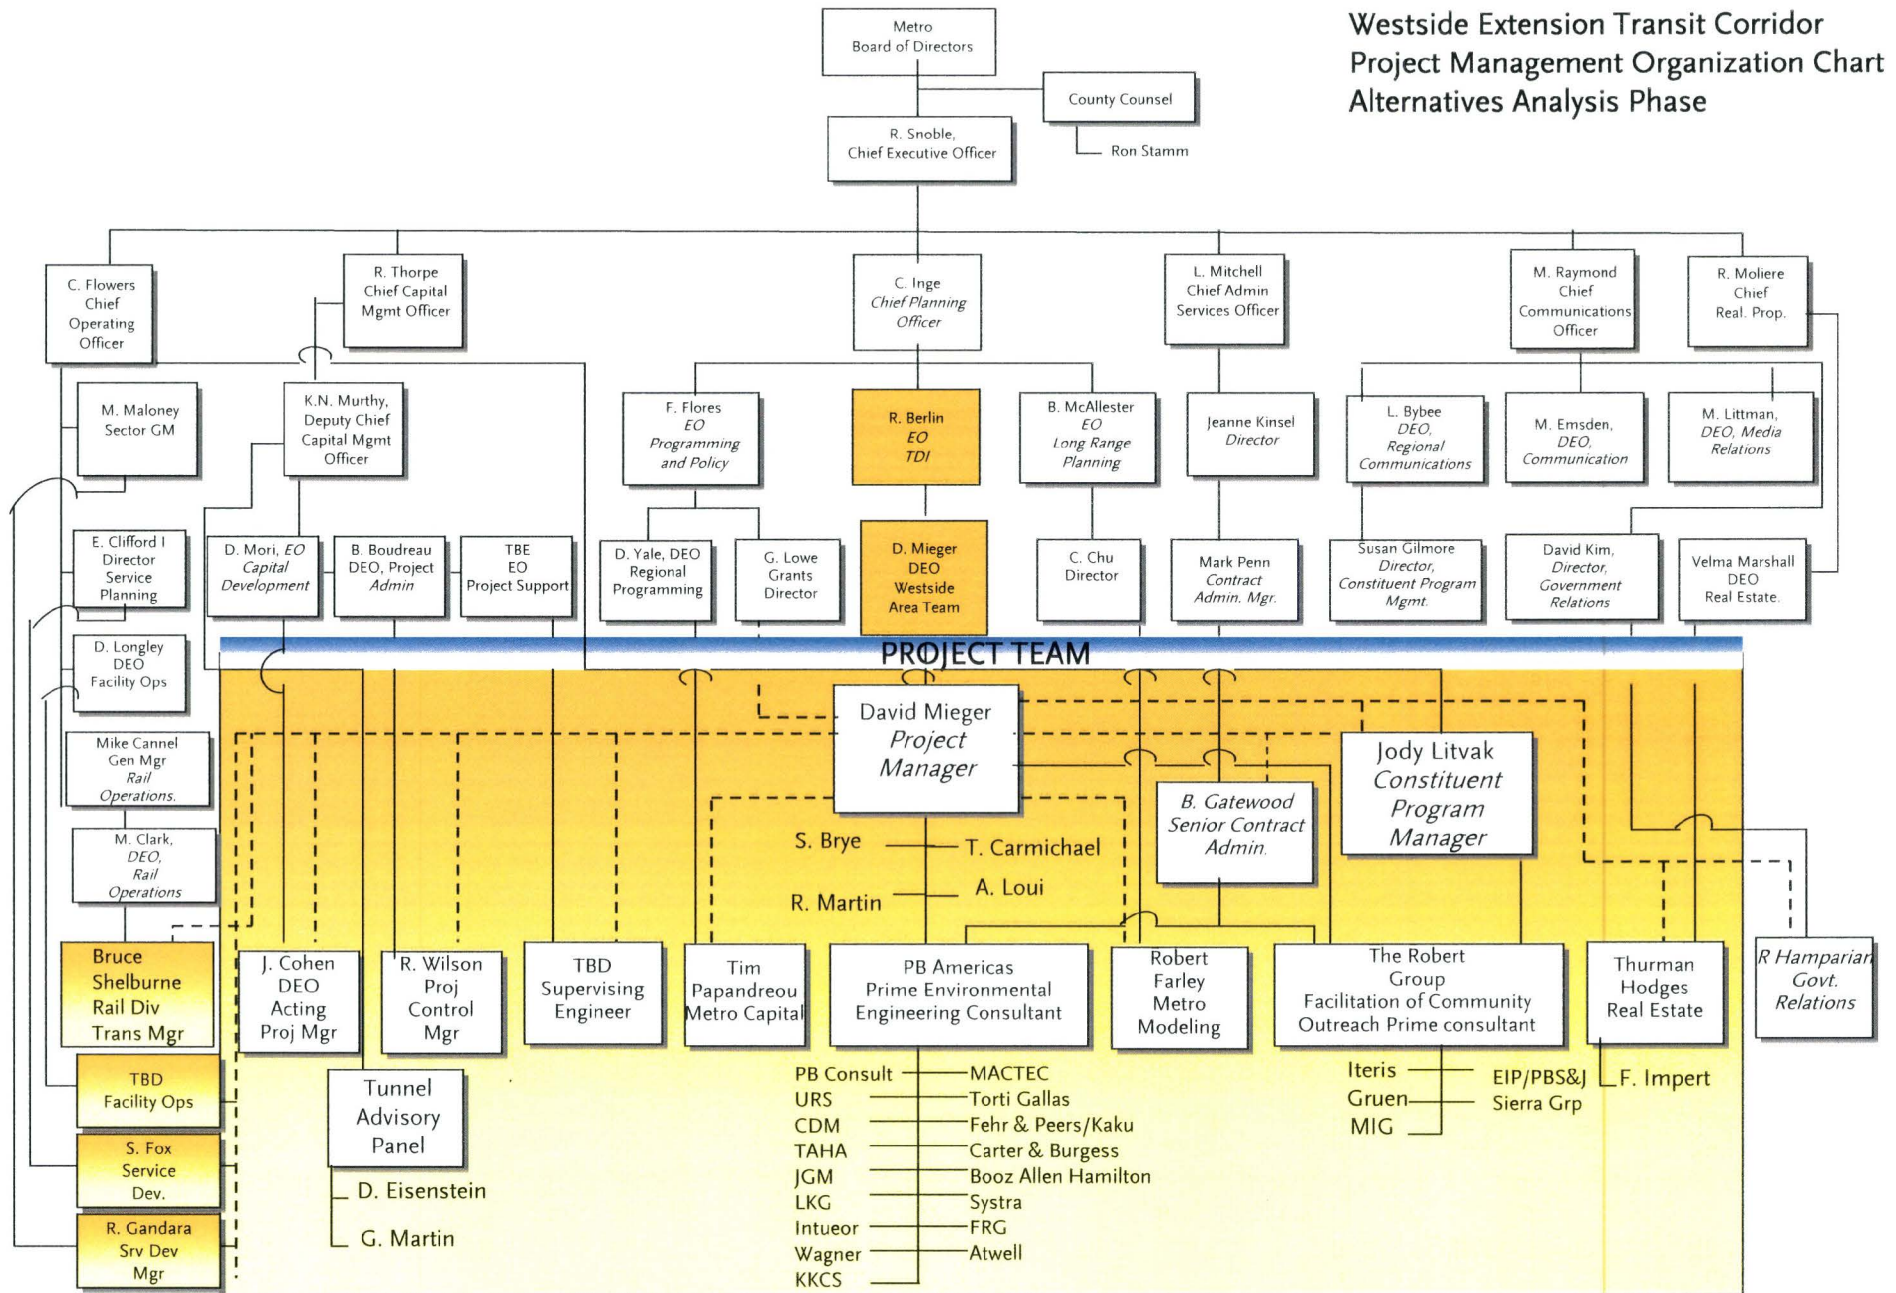 Westside Extension Transit Corridor
Project Management Organization Chart
Alternatives Analysis Phase
Metro
Board of Directors
County Counsel
Ron Stamm
R. Snoble,
Chief Executive Officer
C. Flowers
Chief
Operating
Officer
R. Thorpe
Chief Capital
Mgmt Officer
C. Inge
Chief Planning
Officer
L. Mitchell
Chief Admin
Services Officer
M. Raymond
Chief
Communications
Officer
R. Moliere
Chief
Real. Prop.
M. Maloney
Sector GM
K.N. Murthy,
Deputy Chief
Capital Mgmt
Officer
F. Flores
EO
Programming
and Policy
R. Berlin
EO
TDI
B. McAllester
EO
Long Range
Planning
Jeanne Kinsel
Director
L. Bybee
DEO,
Regional
Communications
M. Emsden,
DEO,
Communication
M. Littman,
DEO, Media
Relations
E. Clifford I
Director
Service
Planning
D. Mori, EO
Capital
Development
B. Boudreau
DEO, Project
Admin
TBE
EO
Project Support
D. Yale, DEO
Regional
Programming
G. Lowe
Grants
Director
D. Mieger
DEO
Westside
Area Team
C. Chu
Director
Mark Penn
Contract
Admin. Mgr.
Susan Gilmore
Director,
Constituent Program
Mgmt.
David Kim,
Director,
Government
Relations
Velma Marshall
DEO
Real Estate.
D. Longley
DEO
Facility Ops
PROJECT TEAM
Mike Cannel
Gen Mgr
Rail
Operations.
David Mieger
Project
Manager
Jody Litvak
Constituent
Program
Manager
B. Gatewood
Senior Contract
Admin.
M. Clark,
DEO,
Rail
Operations
S. Brye
T. Carmichael
R. Martin
A. Loui
Bruce
Shelburne
Rail Div
Trans Mgr
J. Cohen
DEO
Acting
Proj Mgr
R. Wilson
Proj
Control
Mgr
TBD
Supervising
Engineer
Tim
Papandreou
Metro Capital
PB Americas
Prime Environmental
Engineering Consultant
Robert
Farley
Metro
Modeling
The Robert
Group
Facilitation of Community
Outreach Prime consultant
Thurman
Hodges
Real Estate
R Hamparian
Govt.
Relations
TBD
Facility Ops
Tunnel
Advisory
Panel
D. Eisenstein
G. Martin
S. Fox
Service
Dev.
R. Gandara
Srv Dev
Mgr
PB Consult
MACTEC
URS
Torti Gallas
CDM
Fehr & Peers/Kaku
TAHA
Carter & Burgess
JGM
Booz Allen Hamilton
LKG
Systra
Intueor
FRG
Wagner
Atwell
KKCS
Iteris
EIP/PBS&J
Gruen
Sierra Grp
MIG
F. Impert